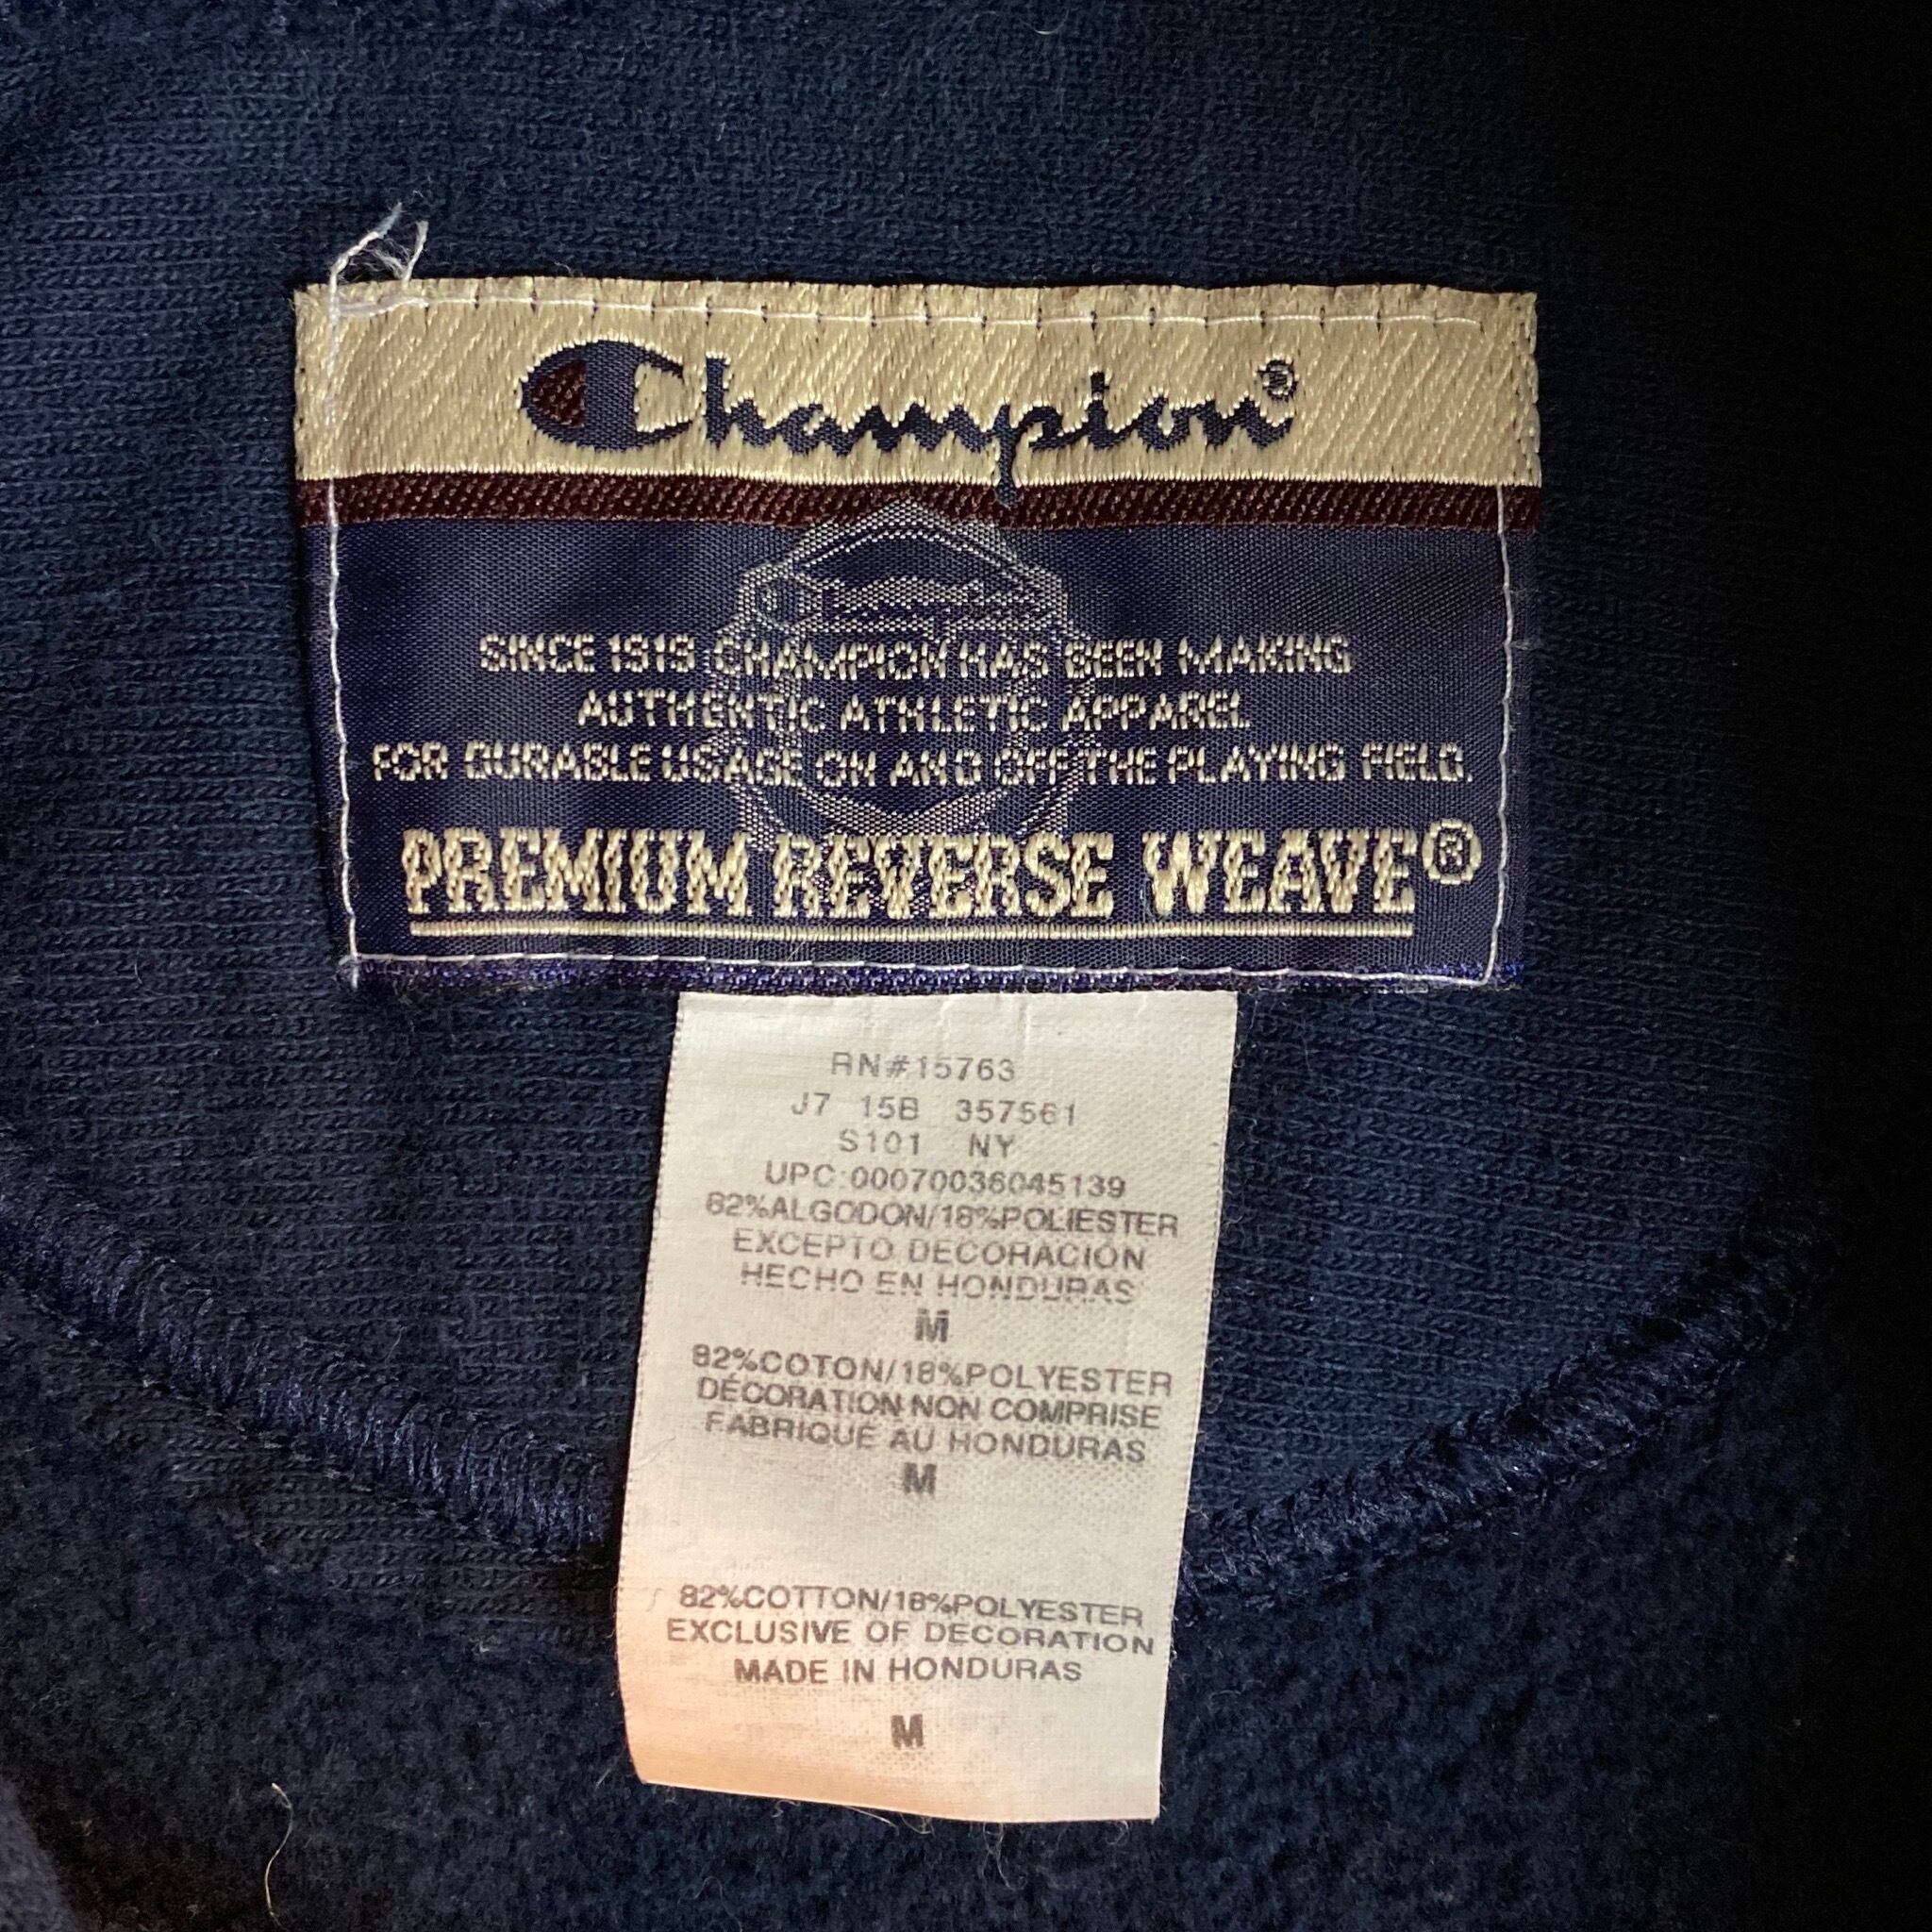 Champion®
SINCE 1919 CHAMPION HAS BEEN MAKING
AUTHENTIC ATHLETIC APPAREL
FOR DURABLE USAGE ON AND OFF THE PLAYING FIELD.
PREMIUM REVERSE WEAVE®
RN#15763
J7 15B 357561
S101 NY
UPC:00070036045139
82%ALGODON/18%POLIESTER
EXCEPTO DECORACIÓN
HECHO EN HONDURAS
M
82%COTON/18%POLYESTER
DÉCORATION NON COMPRISE
FABRIQUÉ AU HONDURAS
M
82%COTTON/18%POLYESTER
EXCLUSIVE OF DECORATION
MADE IN HONDURAS
M